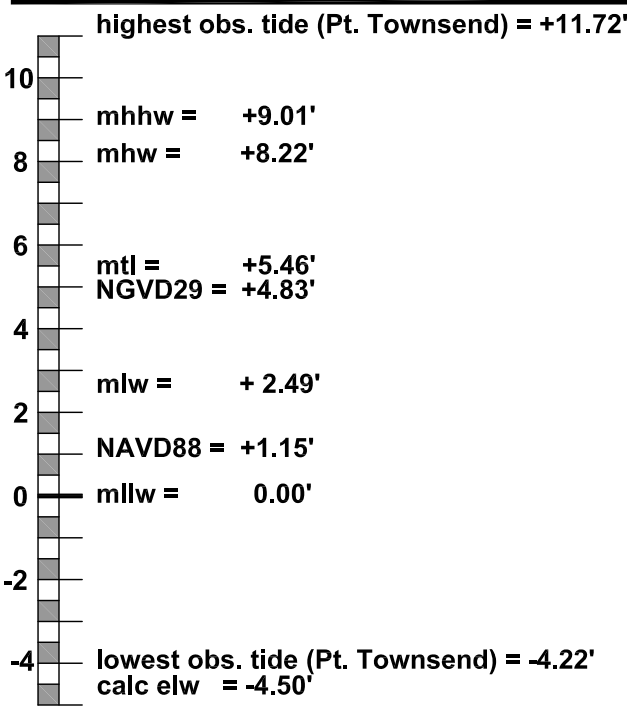 highest obs. tide (Pt. Townsend) = +11.72'
10
mhhw = +9.01'
8 mhw = +8.22'
6
mtl = +5.46'
NGVD29 = +4.83'
4
mlw = + 2.49'
2
NAVD88 = +1.15'
0 mllw = 0.00'
-2
-4 lowest obs. tide (Pt. Townsend) = -4.22'
calc elw = -4.50'